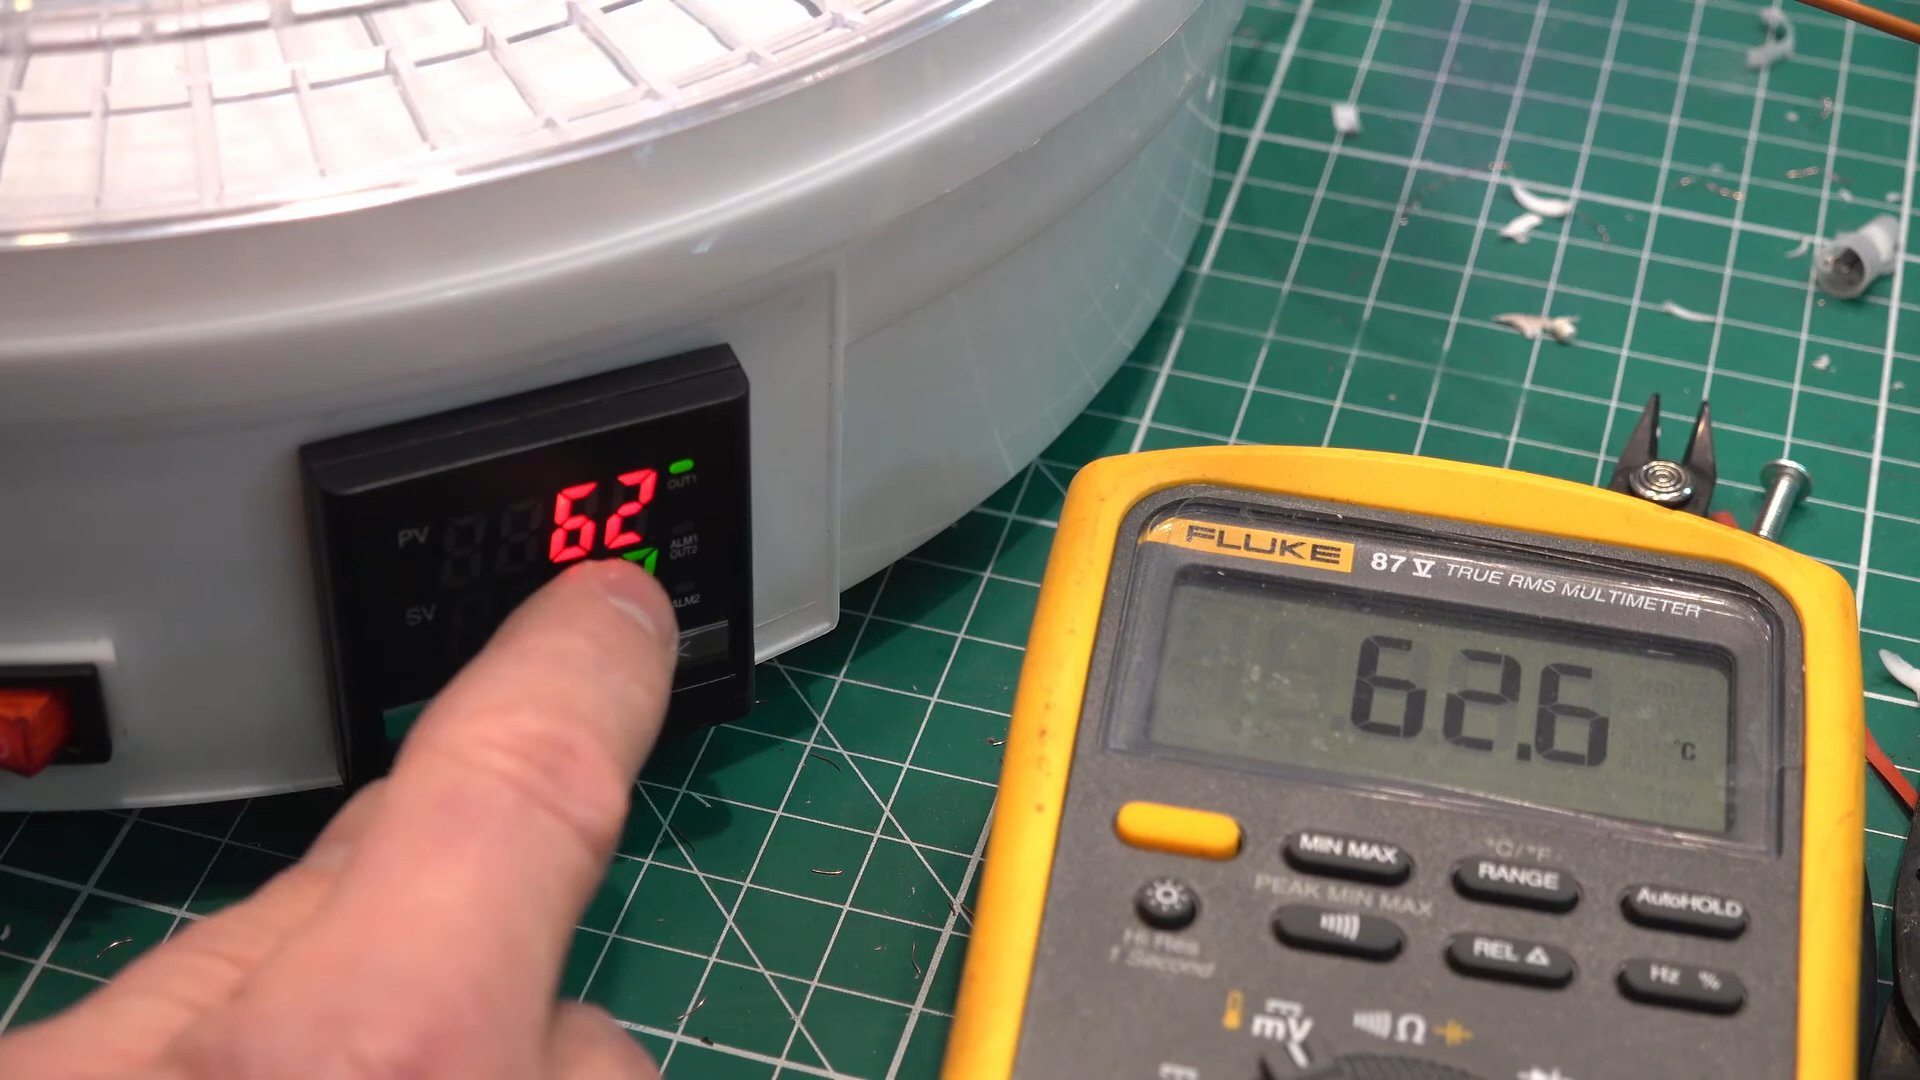 PV
62
OUT1
ALM1
OUT2
SV
ALM2
FLUKE
87 V TRUE RMS MULTIMETER
62.6 °C
MIN MAX
°C/°F
RANGE
AutoHOLD
PEAK MIN MAX
Hi Res
1 Second
REL Δ
Hz %
mV
Ω